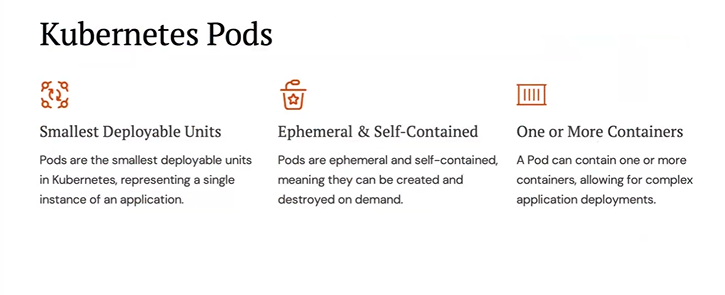 Kubernetes Pods
Smallest Deployable Units
Pods are the smallest deployable units
in Kubernetes, representing a single
instance of an application.
Ephemeral & Self-Contained
Pods are ephemeral and self-contained,
meaning they can be created and
destroyed on demand.
One or More Containers
A Pod can contain one or more
containers, allowing for complex
application deployments.